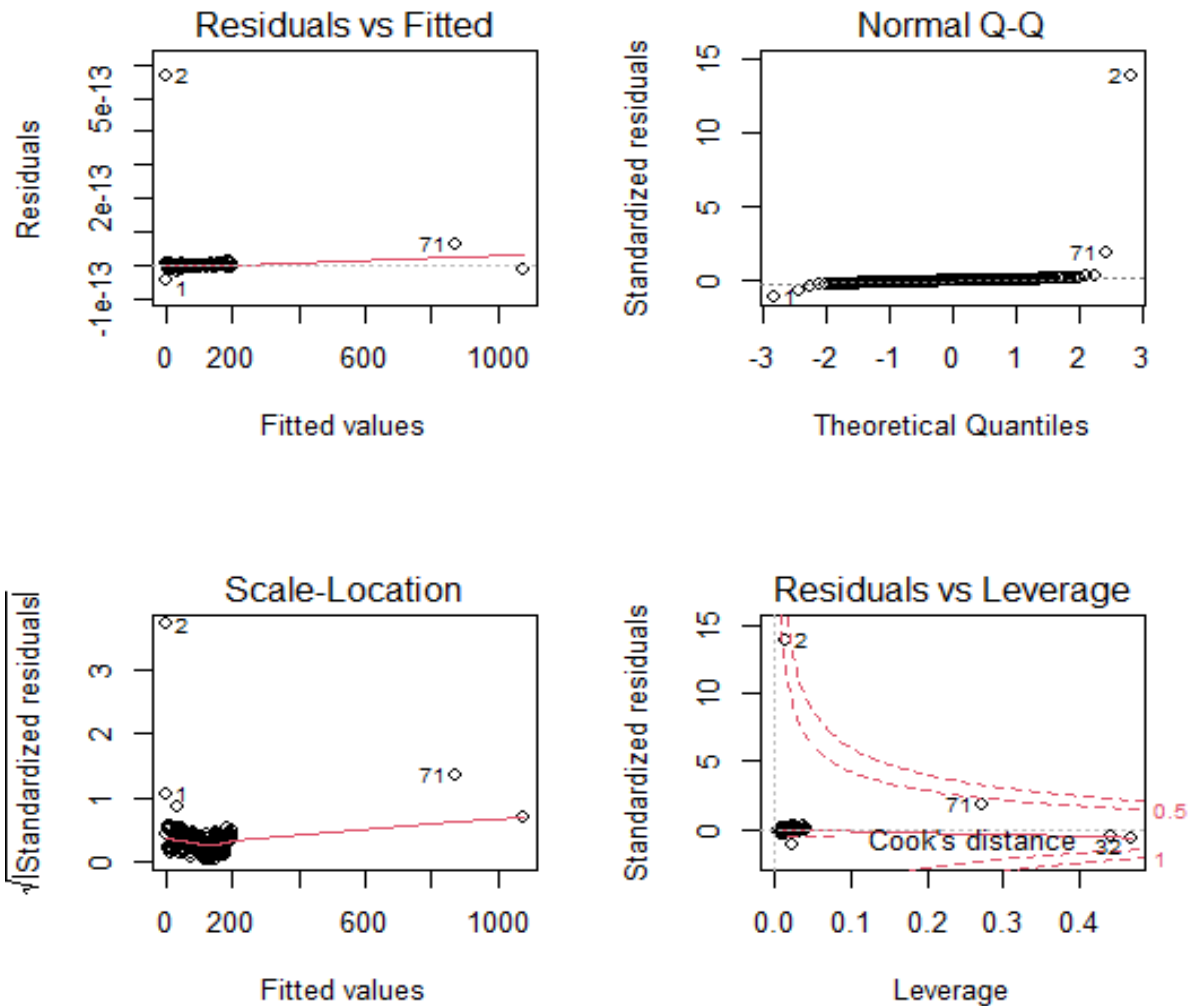 Residuals vs Fitted
Residuals
-1e-13 2e-13 5e-13
2
71
1
0 200 600 1000
Fitted values
Normal Q-Q
Standardized residuals
0 5 10 15
2
71
1
-3 -2 -1 0 1 2 3
Theoretical Quantiles
Scale-Location
√|Standardized residuals|
0 1 2 3
2
71
1
0 200 600 1000
Fitted values
Residuals vs Leverage
Standardized residuals
0 5 10 15
2
71
Cook's distance
32
0.5
1
0.0 0.1 0.2 0.3 0.4
Leverage